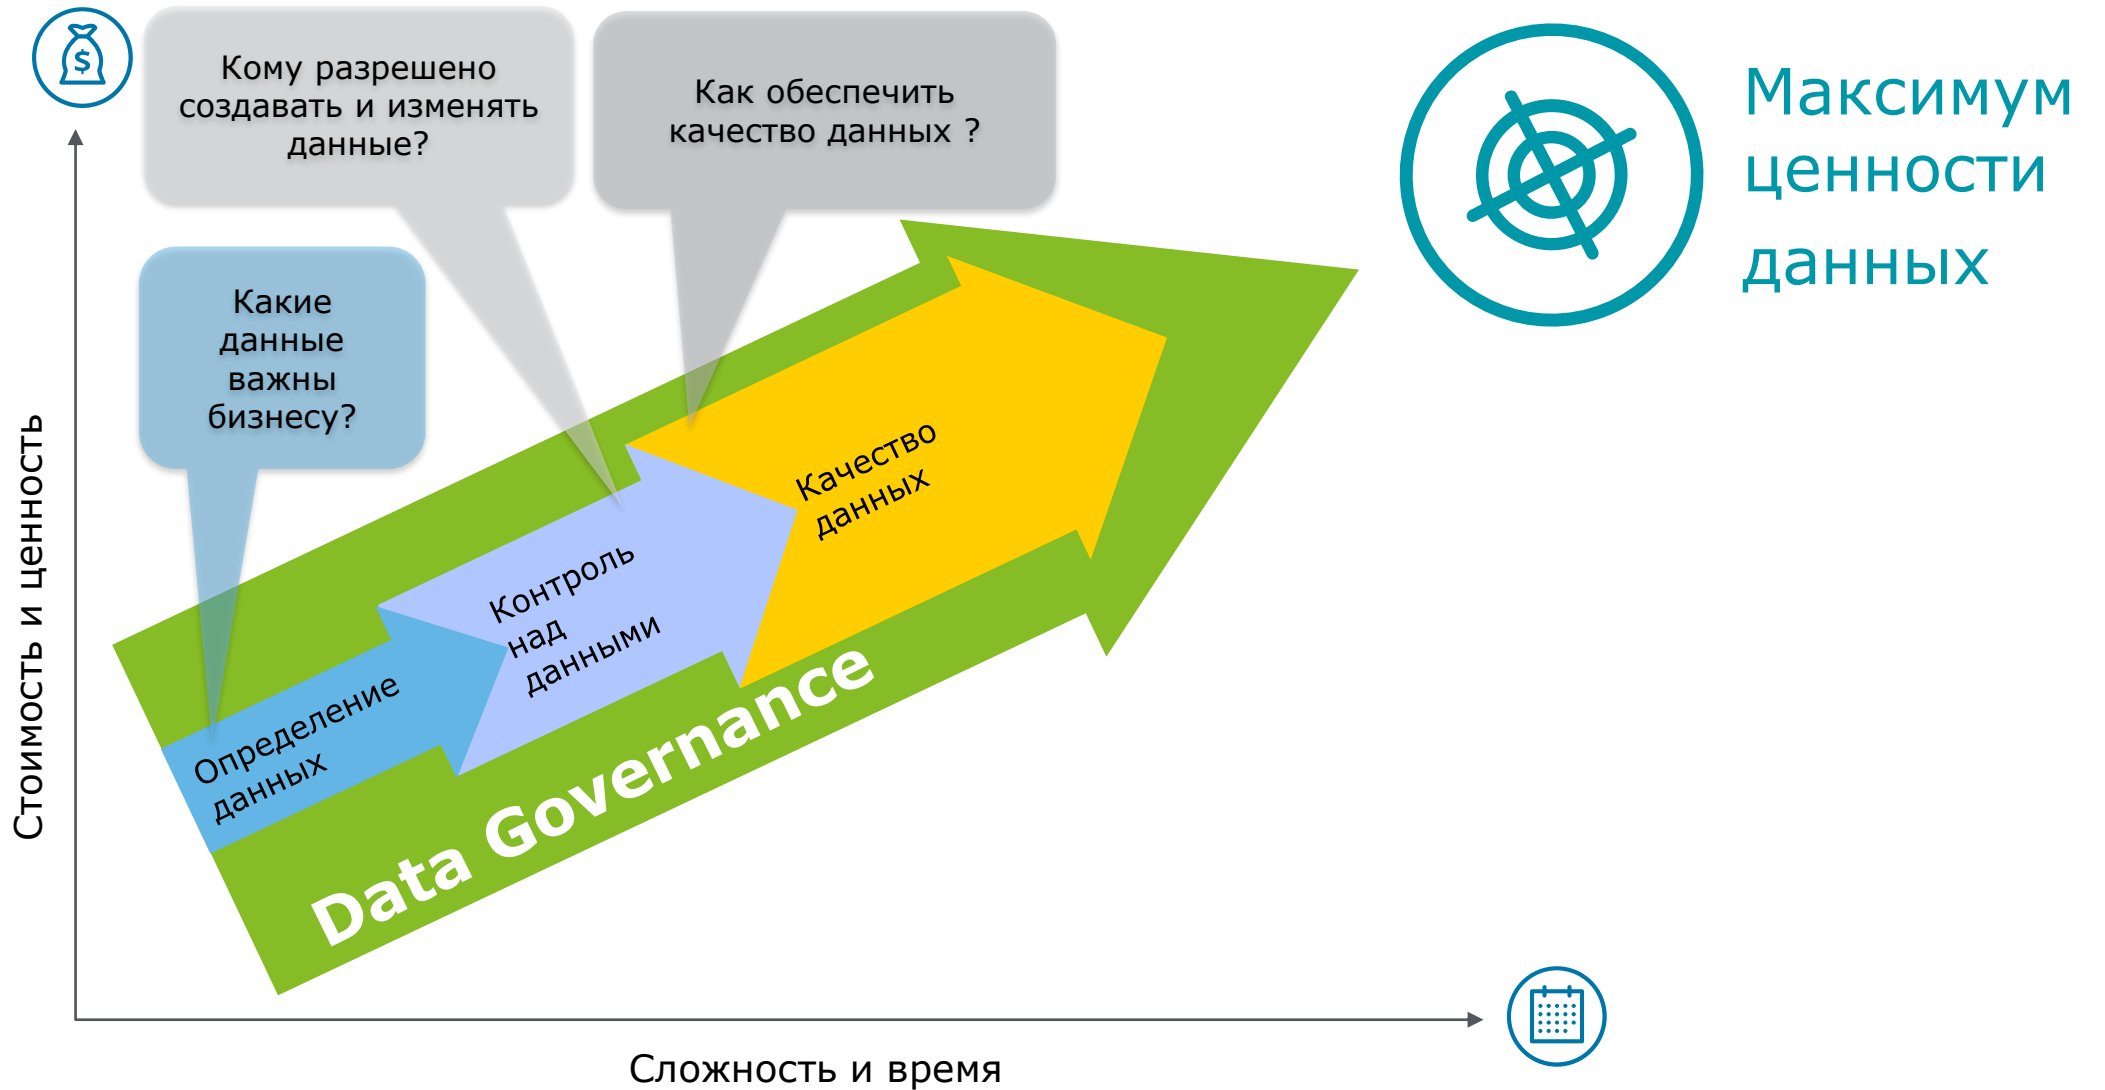 $
Кому разрешено
создавать и изменять
данные?
Как обеспечить
качество данных ?
Максимум
ценности
данных
Какие
данные
важны
бизнесу?
Качество
данных
Контроль
над
данными
Определение
данных
Data Governance
Стоимость и ценность
Сложность и время